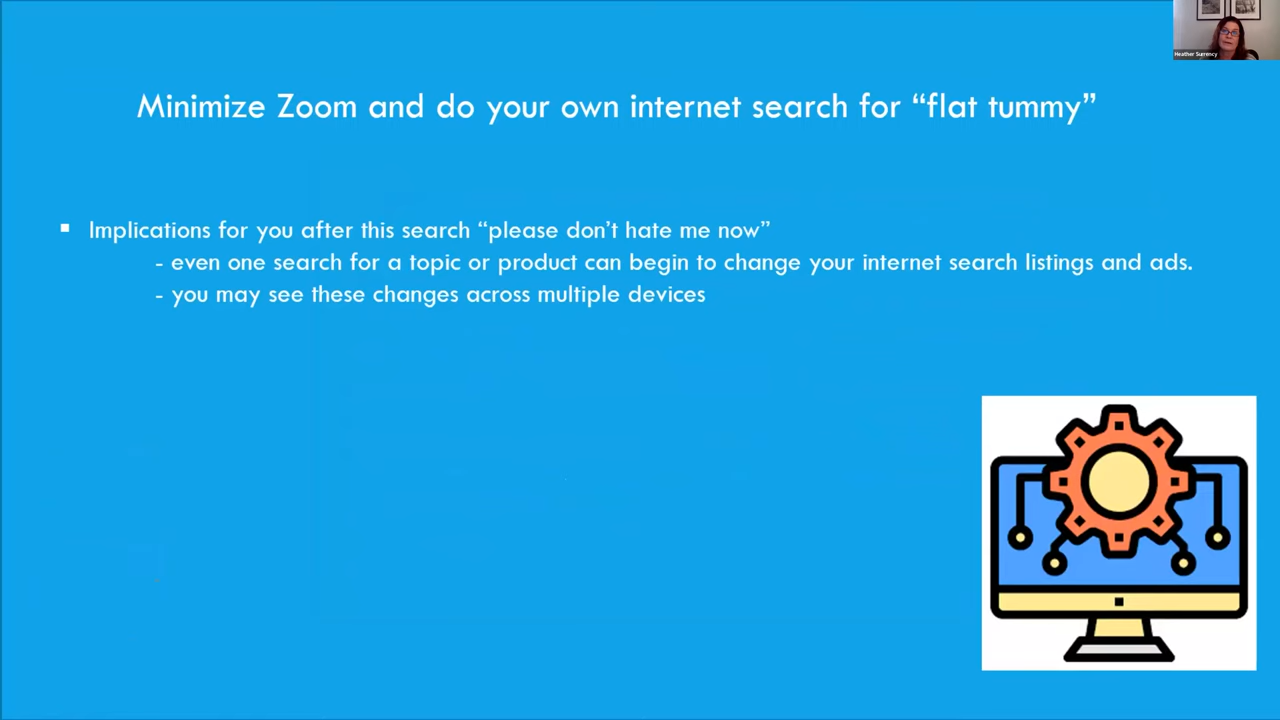 Heather Surrency
Minimize Zoom and do your own internet search for “flat tummy”
▪ Implications for you after this search “please don’t hate me now”
- even one search for a topic or product can begin to change your internet search listings and ads.
- you may see these changes across multiple devices